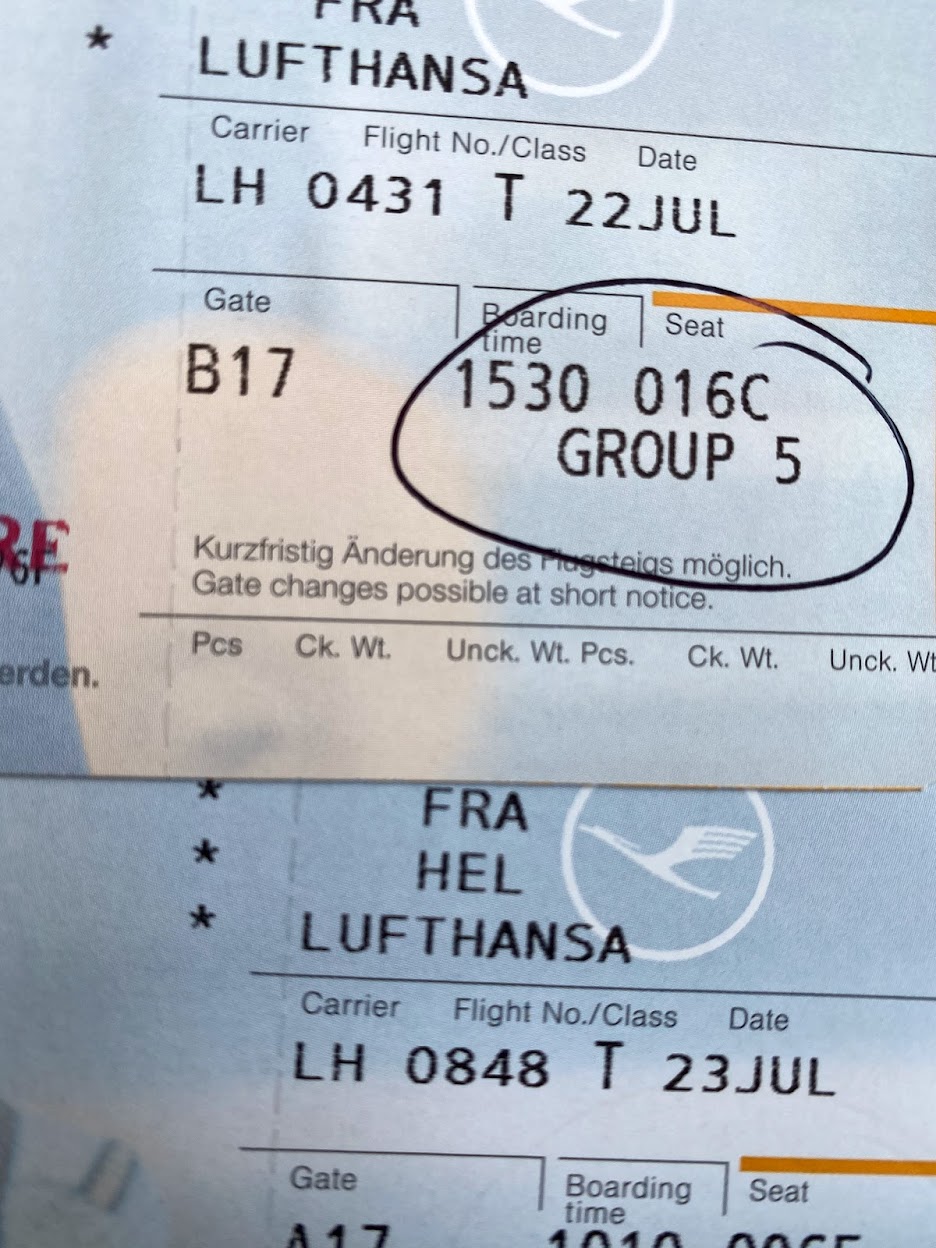 FRA
* LUFTHANSA
Carrier Flight No./Class Date
LH 0431 T 22JUL
Gate Boarding time Seat
B17 1530 016C
GROUP 5
Kurzfristig Änderung des Flugsteigs möglich.
Gate changes possible at short notice.
erden.
Pcs Ck. Wt. Unck. Wt. Pcs. Ck. Wt. Unck. Wt
* FRA
* HEL
* LUFTHANSA
Carrier Flight No./Class Date
LH 0848 T 23JUL
Gate Boarding time Seat
A17 1010